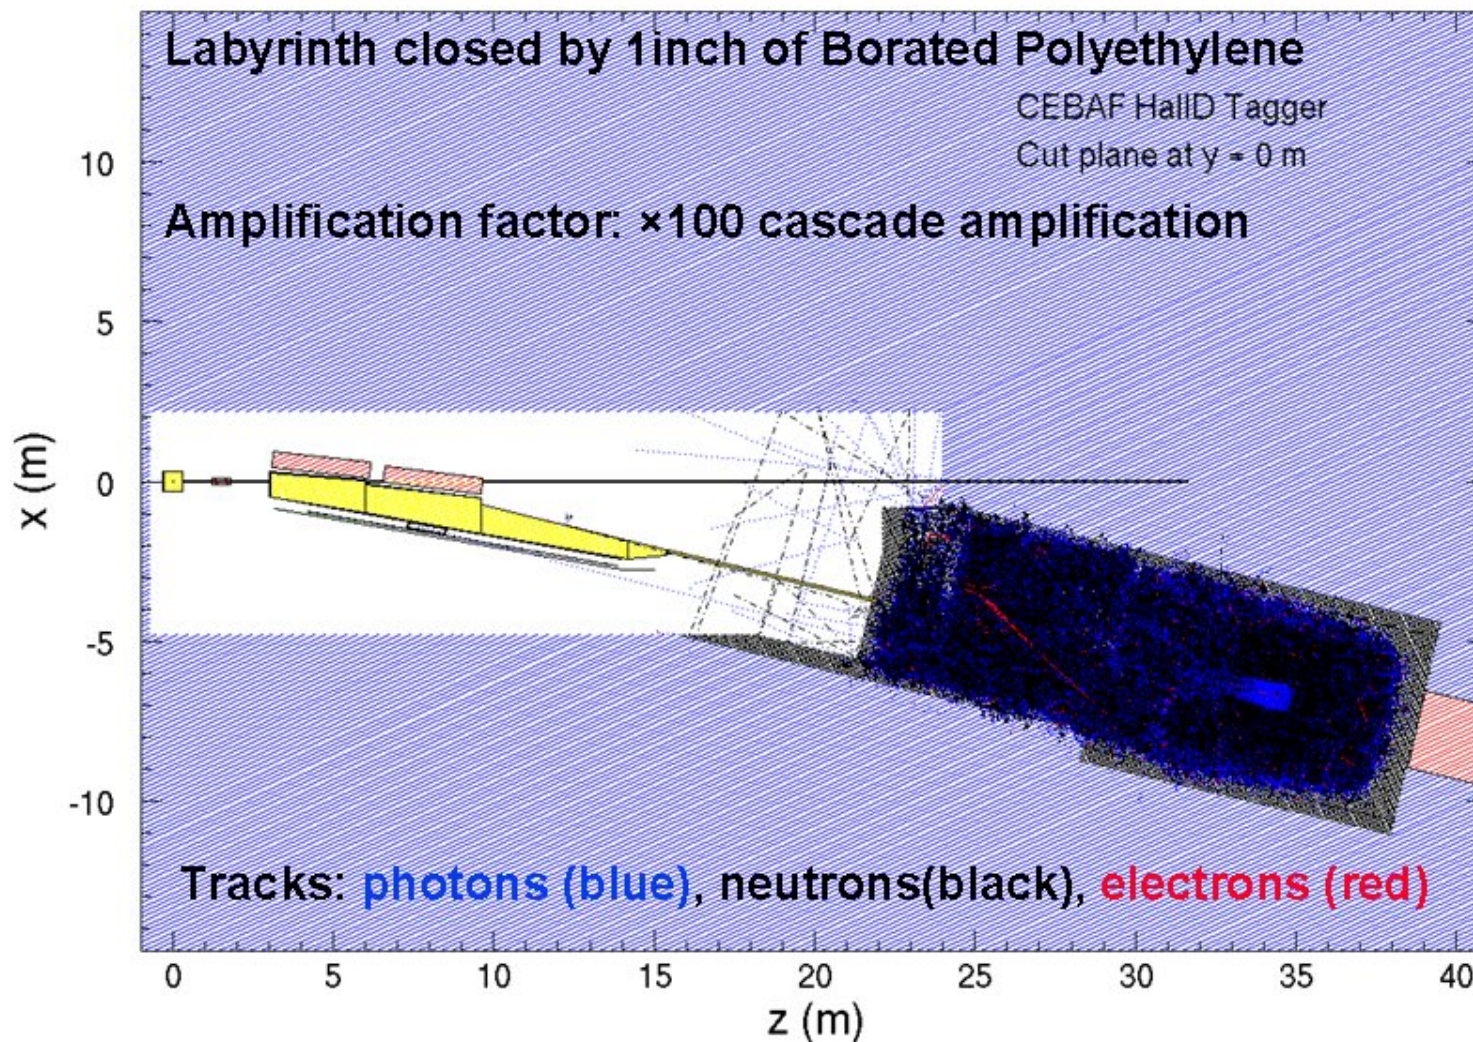 Labyrinth closed by 1inch of Borated Polyethylene
CEBAF HallD Tagger
Cut plane at y = 0 m
Amplification factor: ×100 cascade amplification
10
5
0
-5
-10
x (m)
Tracks: photons (blue), neutrons(black), electrons (red)
0 5 10 15 20 25 30 35 40
z (m)